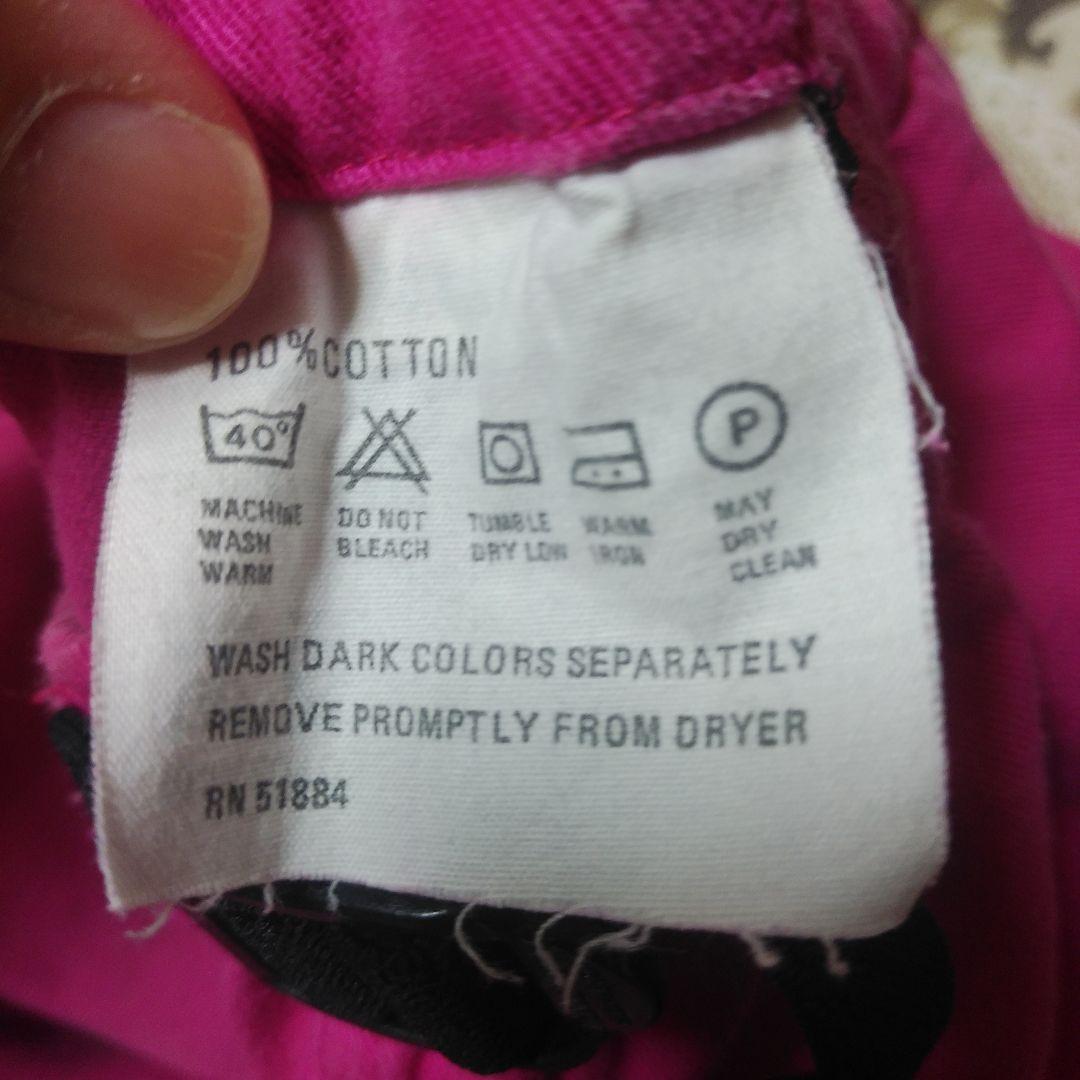 100% COTTON
40°
P
MACHINE
WASH
WARM
DO NOT
BLEACH
TUMBLE
DRY LOW
WARM
IRON
MAY
DRY
CLEAN
WASH DARK COLORS SEPARATELY
REMOVE PROMPTLY FROM DRYER
RN 51884